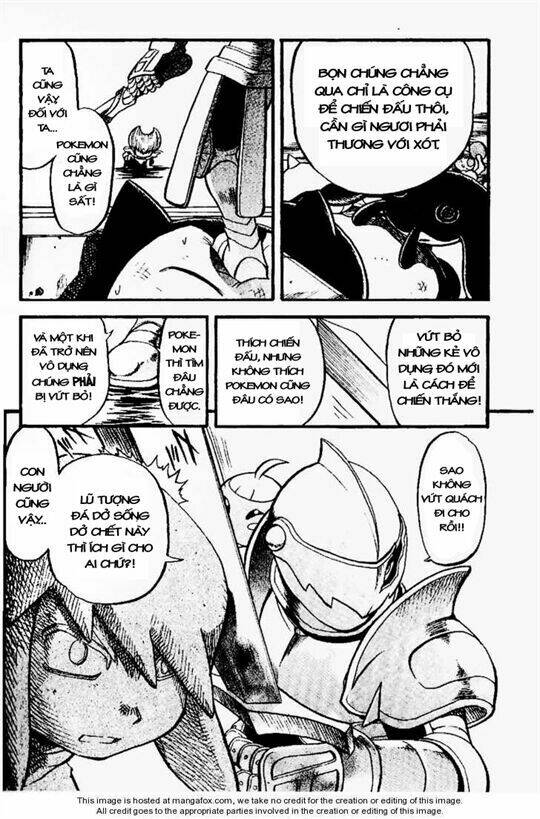 BỌN CHÚNG CHẲNG
QUA CHỈ LÀ CÔNG CỤ
ĐỂ CHIẾN ĐẤU THÔI,
CẦN GÌ NGƯƠI PHẢI
THƯƠNG VỚI XÓT.
TA
CŨNG
VẬY
ĐỐI VỚI
TA...
POKEMON
CŨNG
CHẲNG
LÀ GÌ
SẤT!
VỨT BỎ
NHỮNG KẺ VÔ
DỤNG ĐÓ MỚI
LÀ CÁCH ĐỂ
CHIẾN THẮNG!
THÍCH CHIẾN
ĐẤU, NHƯNG
KHÔNG THÍCH
POKEMON CŨNG
ĐÂU CÓ SAO!
POKE-
MON
THÌ TÌM
ĐÂU
CHẲNG
ĐƯỢC.
VÀ MỘT KHI
ĐÃ TRỞ NÊN
VÔ DỤNG,
CHÚNG PHẢI
BỊ VỨT BỎ!
SAO
KHÔNG
VỨT QUÁCH
ĐI CHO
RỒI!!
LŨ TƯỢNG
ĐÁ DỞ SỐNG
DỞ CHẾT NÀY
THÌ ÍCH GÌ CHO
AI CHỨ?!
CON
NGƯỜI
CŨNG
VẬY..
This image is hosted at mangafox.com, we take no credit for the creation or editing of this image.
All credit goes to the appropriate parties involved in the creation or editing of this image.